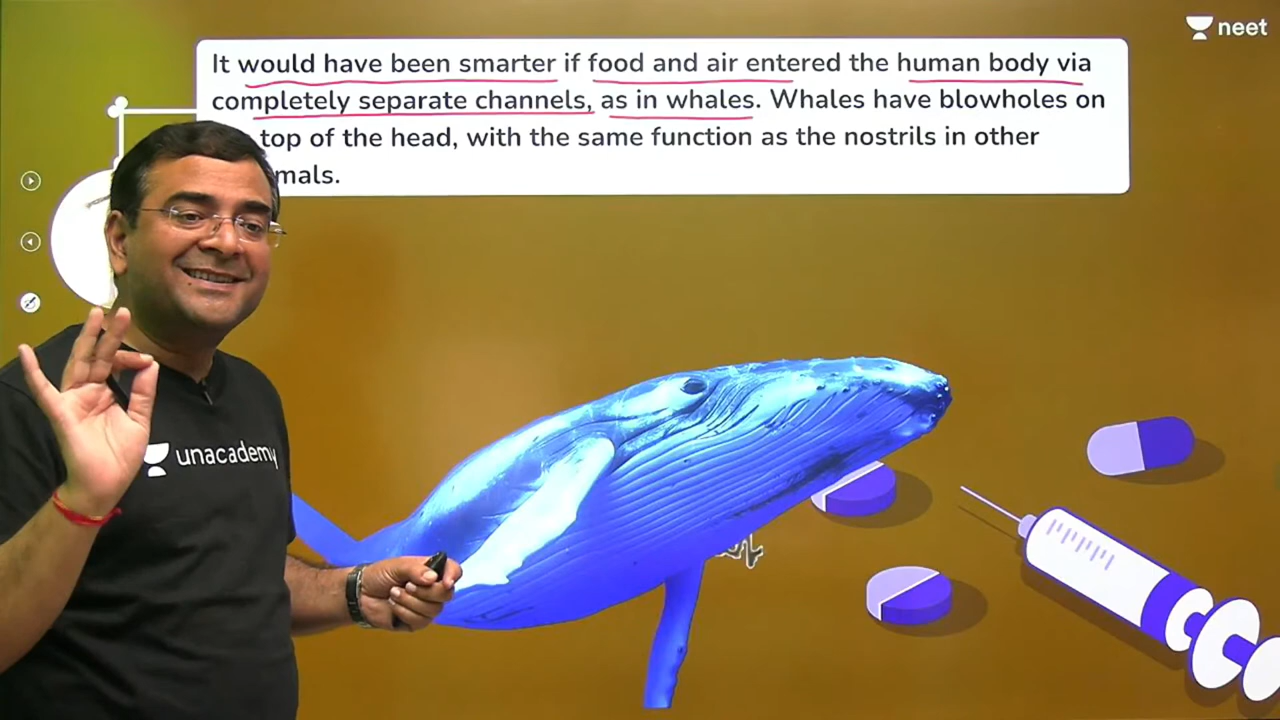 neet
It would have been smarter if food and air entered the human body via
completely separate channels, as in whales. Whales have blowholes on
top of the head, with the same function as the nostrils in other
mals.
unacademy